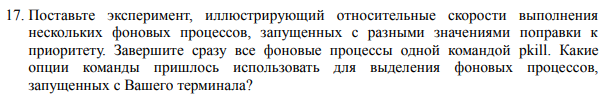 17. Поставьте эксперимент, иллюстрирующий относительные скорости выполнения
нескольких фоновых процессов, запущенных с разными значениями поправки к
приоритету. Завершите сразу все фоновые процессы одной командой pkill. Какие
опции команды пришлось использовать для выделения фоновых процессов,
запущенных с Вашего терминала?